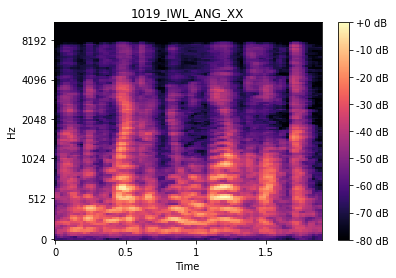 1019_IWL_ANG_XX
Hz
8192
4096
2048
1024
512
0
0
0.5
1
1.5
Time
+0 dB
-10 dB
-20 dB
-30 dB
-40 dB
-50 dB
-60 dB
-70 dB
-80 dB